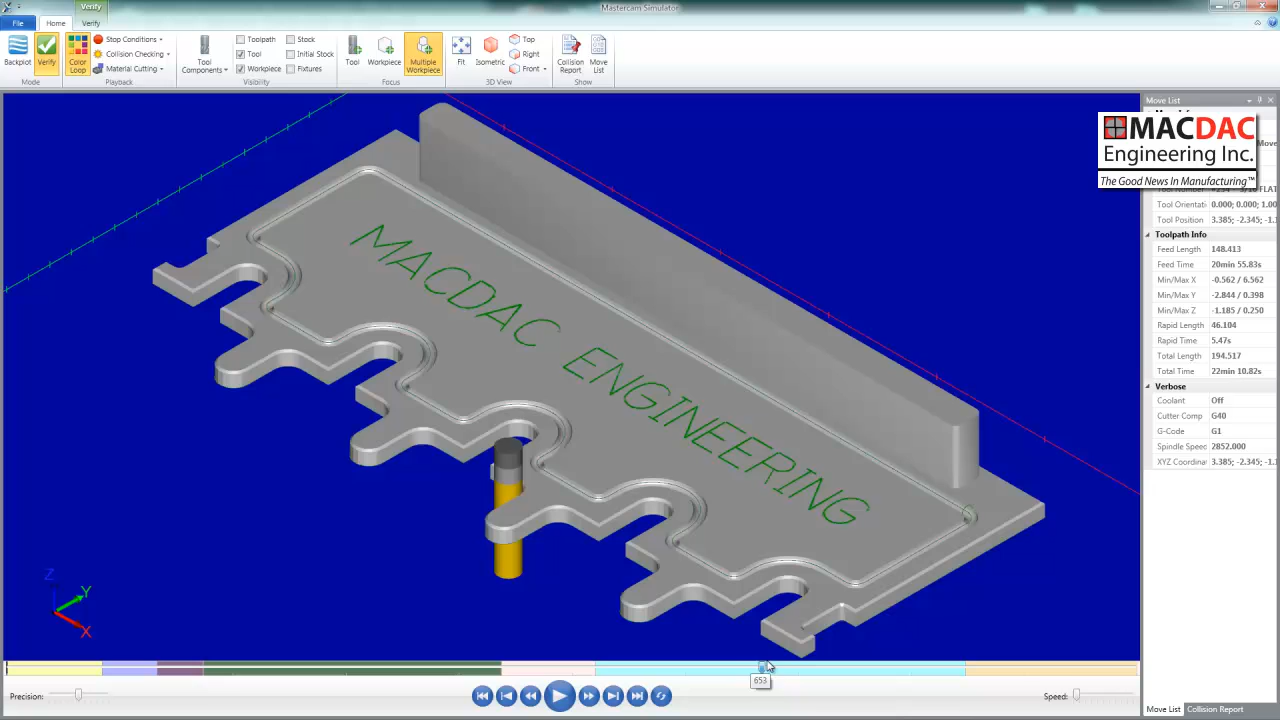 Verify
Mastercam Simulator
File
Home
Verify
Backplot
Verify
Mode
Color Loop
Stop Conditions
Collision Checking
Material Cutting
Playback
Tool Components
Toolpath
Tool
Workpiece
Stock
Initial Stock
Fixtures
Visibility
Tool
Workpiece
Multiple Workpiece
Focus
Fit
Isometric
Top
Right
Front
3D View
Collision Report
Move List
Show
Move List
MACDAC
Engineering Inc.
The Good News In Manufacturing™
Tool Orientati 0.000; 0.000; 1.00
Tool Position 3.385; -2.345; -1.
Toolpath Info
Feed Length 148.413
Feed Time 20min 55.83s
Min/Max X -0.562 / 6.562
Min/Max Y -2.844 / 0.398
Min/Max Z -1.185 / 0.250
Rapid Length 46.104
Rapid Time 5.47s
Total Length 194.517
Total Time 22min 10.82s
Verbose
Coolant Off
Cutter Comp G40
G-Code G1
Spindle Speed 2852.000
XYZ Coordinat 3.385; -2.345; -1.
MACDAC ENGINEERING
Z
Y
X
653
Precision:
Speed:
Move List
Collision Report